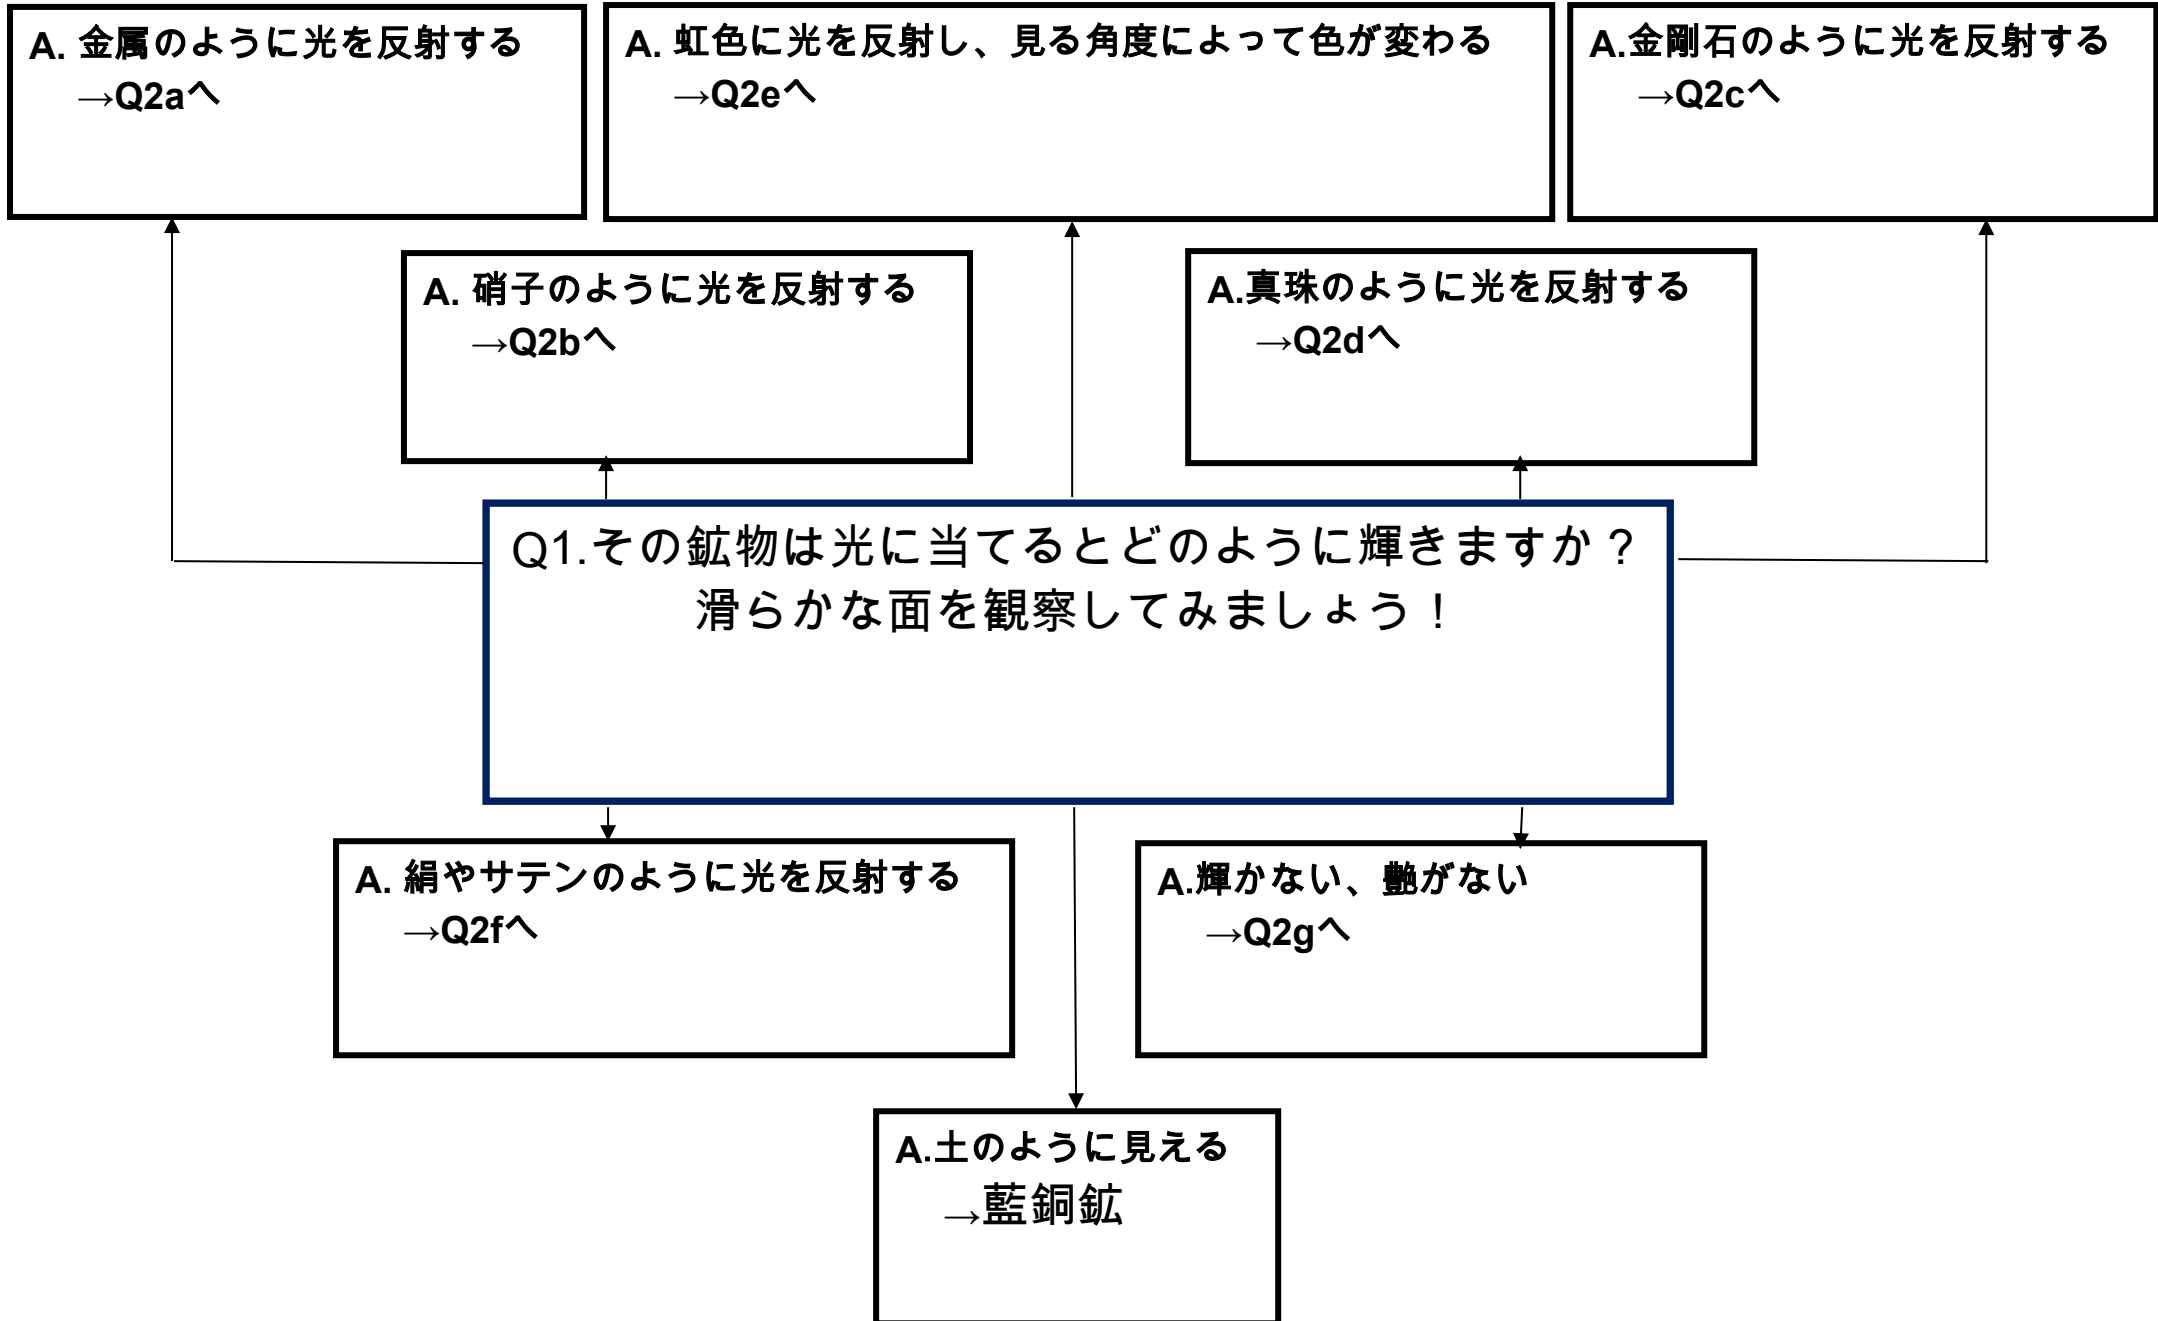 A. 金属のように光を反射する
→Q2aへ
A. 虹色に光を反射し、見る角度によって色が変わる
→Q2eへ
A.金剛石のように光を反射する
→Q2cへ
A. 硝子のように光を反射する
→Q2bへ
A.真珠のように光を反射する
→Q2dへ
Q1.その鉱物は光に当てるとどのように輝きますか？
滑らかな面を観察してみましょう！
A. 絹やサテンのように光を反射する
→Q2fへ
A.輝かない、艶がない
→Q2gへ
A.土のように見える
→藍銅鉱